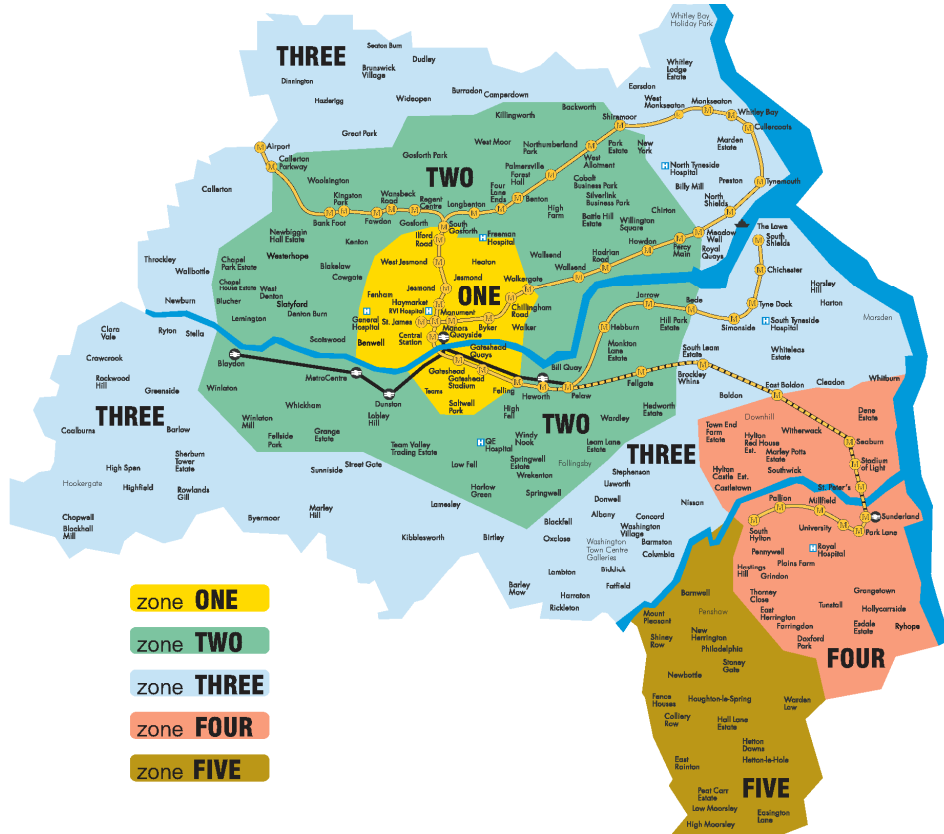 Whitley Bay
Holiday Park
THREE
Seaton Burn
Dudley
Brunswick
Village
Dinnington
Hazlerigg
Wideopen
Burradon
Camperdown
Killingworth
Backworth
Whitley
Lodge
Estate
Earsdon
West
Monkseaton
Monkseaton
Whitley Bay
Cullercoats
Shiremoor
Great Park
West Moor
Northumberland
Park
Park
Estate
New
York
Marden
Estate
Airport
Callerton
Parkway
Gosforth Park
TWO
Palmersville
Forest
Hall
West
Allotment
North Tyneside
Hospital
Billy Mill
Preston
Tynemouth
Callerton
Woolsington
Kingston
Park
Wansbeck
Road
Regent
Centre
Four
Lane
Ends
Cobalt
Business Park
Silverlink
Business Park
North
Shields
Bank Foot
Fawdon
Gosforth
Longbenton
Benton
High
Farm
Battle Hill
Estate
Willington
Square
Chirton
South
Gosforth
Newbiggin
Hall Estate
Kenton
Ilford
Road
Freeman
Hospital
Howdon
Percy
Main
Meadow
Well
Royal
Quays
The Lawe
South
Shields
Throckley
Wallbottle
Chapel
Park Estate
Westerhope
Blakelaw
Cowgate
West Jesmond
Heaton
Wallsend
Wallsend
Hadrian
Road
Chichester
Chapel
House Estate
West
Denton
Slatyford
Jesmond
Jesmond
Walkergate
Horsley
Hill
Harton
Marsden
Newburn
Blucher
Denton Burn
Fenham
Haymarket
RVI Hospital
ONE
Chillingham
Road
Jarrow
Bede
Tyne Dock
Lemington
General
Hospital
St. James
Monument
Manors
Byker
Walker
Hill Park
Estate
Simonside
South Tyneside
Hospital
Clara
Vale
Ryton
Stella
Scotswood
Benwell
Central
Station
Quayside
Gateshead
Quays
Hebburn
Monkton
Lane
Estate
Whiteleas
Estate
Crawcrook
Blaydon
MetroCentre
Bill Quay
South Leam
Estate
Rockwood
Hill
Gateshead
Gateshead
Stadium
Felling
Heworth
Pelaw
Fellgate
Brockley
Whins
East Boldon
Cleadon
Whitburn
Greenside
Winlaton
Dunston
Teams
Saltwell
Park
Boldon
THREE
Whickham
Lobley
Hill
High
Fell
TWO
Wardley
Hedworth
Estate
Downhill
Dene
Estate
Coalburns
Barlow
Winlaton
Mill
Fellside
Park
Grange
Estate
Team Valley
Trading Estate
QE
Hospital
Windy
Nook
Leam Lane
Estate
THREE
Town End
Farm
Estate
Witherwack
Hylton
Red House
Est.
Marley Potts
Estate
Seaburn
High Spen
Sherburn
Tower
Estate
Sunniside
Street Gate
Low Fell
Springwell
Estate
Wrekenton
Follingsby
Stephenson
Usworth
Hylton
Castle Est.
Castletown
Southwick
Stadium
of Light
Hookergate
Highfield
Rowlands
Gill
Harlow
Green
Springwell
Donwell
Nissan
St. Peter's
Pallion
Millfield
Sunderland
Chopwell
Blackhall
Mill
Byermoor
Marley
Hill
Lamesley
Blackfell
Albany
Concord
Washington
Village
South
Hylton
University
Park Lane
Kibblesworth
Birtley
Oxclose
Barmston
Columbia
Washington
Town Centre
Galleries
Pennywell
Royal
Hospital
Plains Farm
Lambton
Biddick
Fatfield
Hastings
Hill
Grindon
Barley
Mow
Harraton
Rickleton
Barnwell
Thorney
Close
Grangetown
Tunstall
Hollycarrside
zone ONE
Mount
Pleasant
Penshaw
East
Herrington
Farringdon
Esdale
Estate
Ryhope
Shiney
Row
New
Herrington
Philadelphia
Doxford
Park
FOUR
zone TWO
Stoney
Gate
Newbottle
zone THREE
Fence
Houses
Houghton-le-Spring
Warden
Law
Colliery
Row
Hall Lane
Estate
zone FOUR
Hetton
Downs
East
Rainton
Hetton-le-Hole
zone FIVE
Peat Carr
Estate
FIVE
Low Moorsley
Easington
Lane
High Moorsley